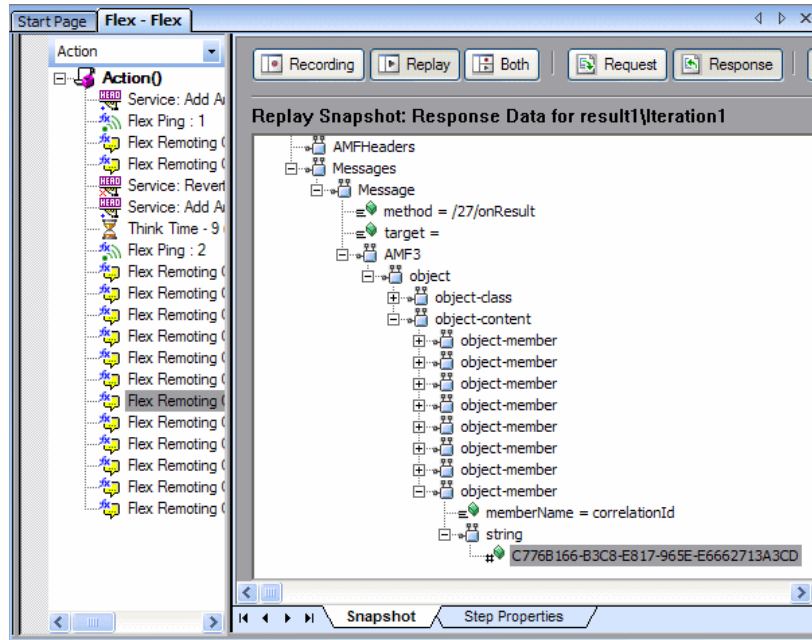 Start Page Flex - Flex
Action
Action()
Service: Add A
Flex Ping : 1
Flex Remoting
Flex Remoting
Service: Revert
Service: Add A
Think Time - 9
Flex Ping : 2
Flex Remoting
Flex Remoting
Flex Remoting
Flex Remoting
Flex Remoting
Flex Remoting
Flex Remoting
Flex Remoting
Flex Remoting
Flex Remoting
Flex Remoting
Flex Remoting
Recording Replay Both Request Response
Replay Snapshot: Response Data for result1\Iteration1
AMFHeaders
Messages
Message
method = /27/onResult
target =
AMF3
object
object-class
object-content
object-member
object-member
object-member
object-member
object-member
object-member
object-member
object-member
memberName = correlationId
string
C776B166-B3C8-E817-965E-E6662713A3CD
Snapshot Step Properties